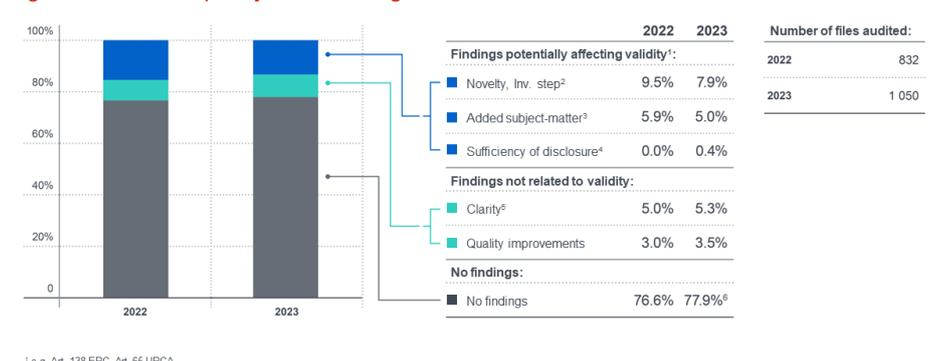 100%
80%
60%
40%
20%
0
2022 2023
2022 2023
Findings potentially affecting validity¹:
Novelty, Inv. step² 9.5% 7.9%
Added subject-matter³ 5.9% 5.0%
Sufficiency of disclosure⁴ 0.0% 0.4%
Findings not related to validity:
Clarity⁵ 5.0% 5.3%
Quality improvements 3.0% 3.5%
No findings:
No findings 76.6% 77.9%⁶
Number of files audited:
2022 832
2023 1 050